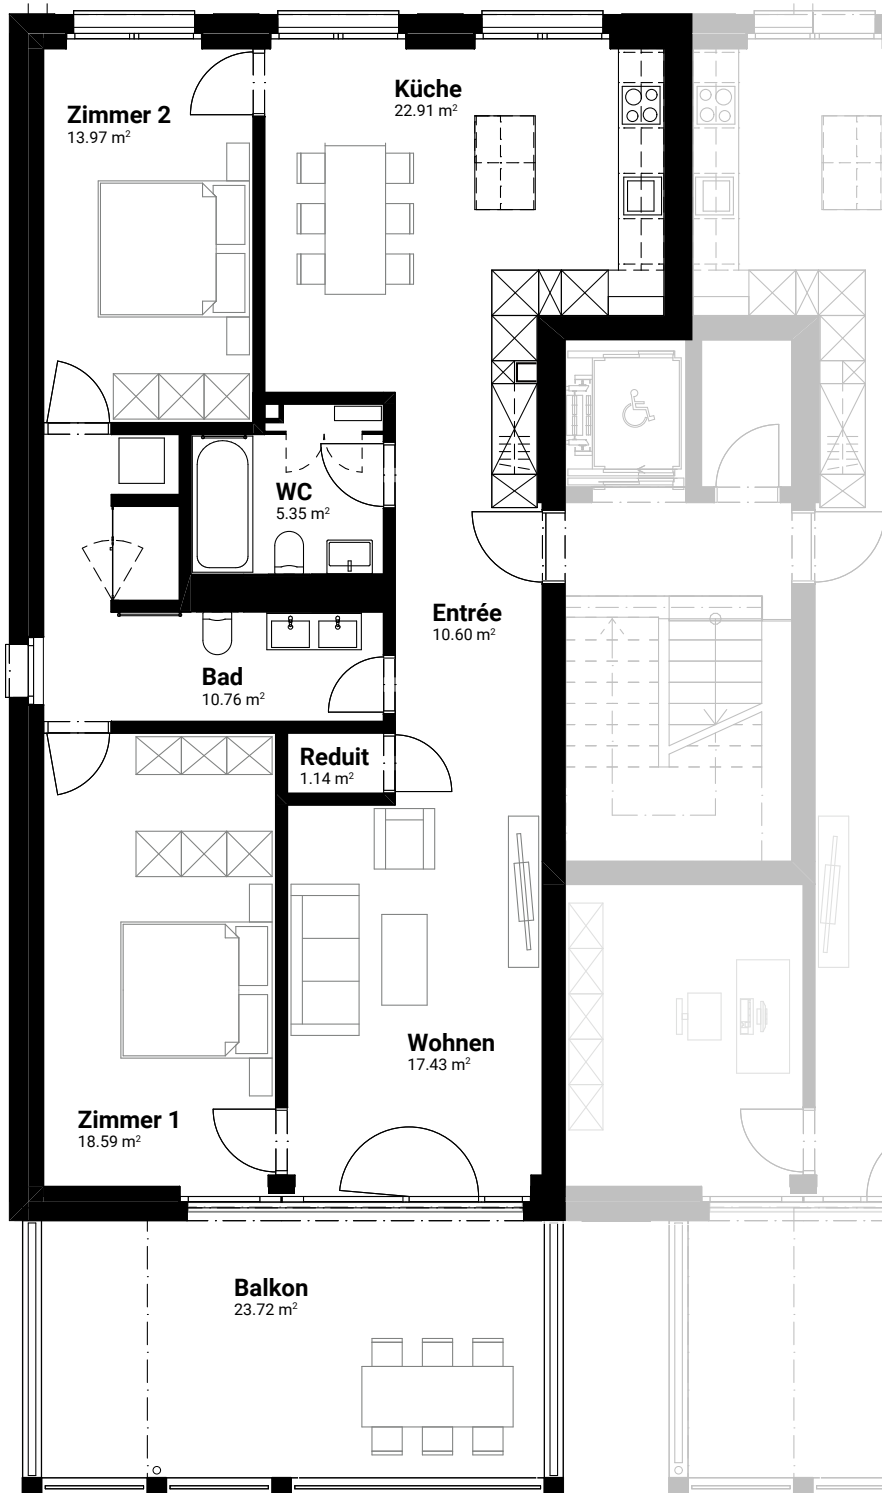 Küche
22.91 m²
Zimmer 2
13.97 m²
WC
5.35 m²
Entrée
10.60 m²
Bad
10.76 m²
Reduit
1.14 m²
Wohnen
17.43 m²
Zimmer 1
18.59 m²
Balkon
23.72 m²